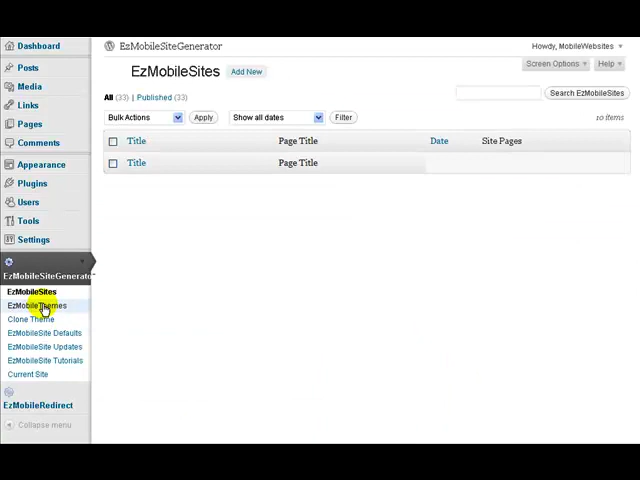 Dashboard
EzMobileSiteGenerator
Howdy, MobileWebsites
Posts
Screen Options
Help
EzMobileSites
Add New
Media
Links
All (33) | Published (33)
Search EzMobileSites
Pages
Bulk Actions
Apply
Show all dates
Filter
10 items
Comments
Title
Page Title
Date
Site Pages
Appearance
Title
Page Title
Plugins
Users
Tools
Settings
EzMobileSiteGenerato
EzMobileSites
EzMobileThemes
Clone Theme
EzMobileSite Defaults
EzMobileSite Updates
EzMobileSite Tutorials
Current Site
EzMobileRedirect
Collapse menu